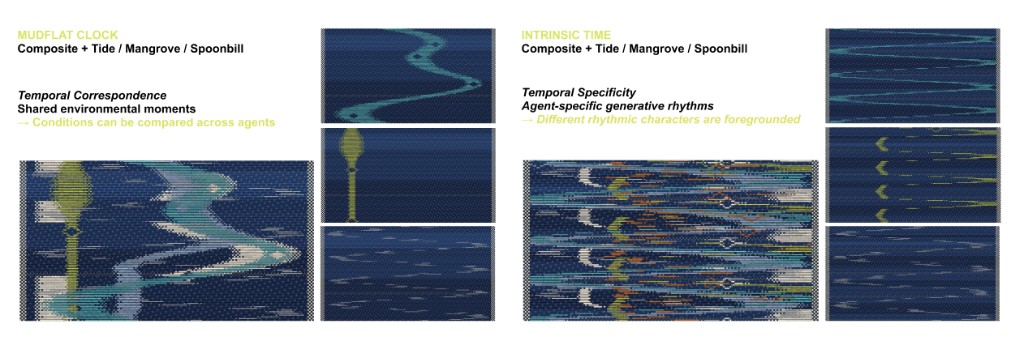 MUDFLAT CLOCK
Composite + Tide / Mangrove / Spoonbill
Temporal Correspondence
Shared environmental moments
→ Conditions can be compared across agents
INTRINSIC TIME
Composite + Tide / Mangrove / Spoonbill
Temporal Specificity
Agent-specific generative rhythms
→ Different rhythmic characters are foregrounded